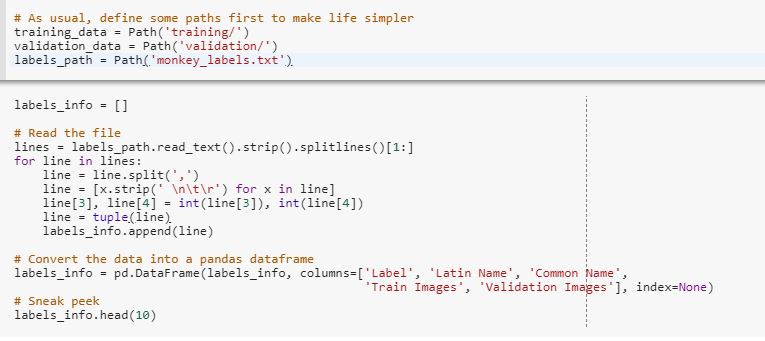 # As usual, define some paths first to make life simpler
training_data = Path('training/')
validation_data = Path('validation/')
labels_path = Path('monkey_labels.txt')
labels_info = []
# Read the file
lines = labels_path.read_text().strip().splitlines()[1:]
for line in lines:
    line = line.split(',')
    line = [x.strip(' \n\t\r') for x in line]
    line[3], line[4] = int(line[3]), int(line[4])
    line = tuple(line)
    labels_info.append(line)
# Convert the data into a pandas dataframe
labels_info = pd.DataFrame(labels_info, columns=['Label', 'Latin Name', 'Common Name',
                                                 'Train Images', 'Validation Images'], index=None)
# Sneak peek
labels_info.head(10)